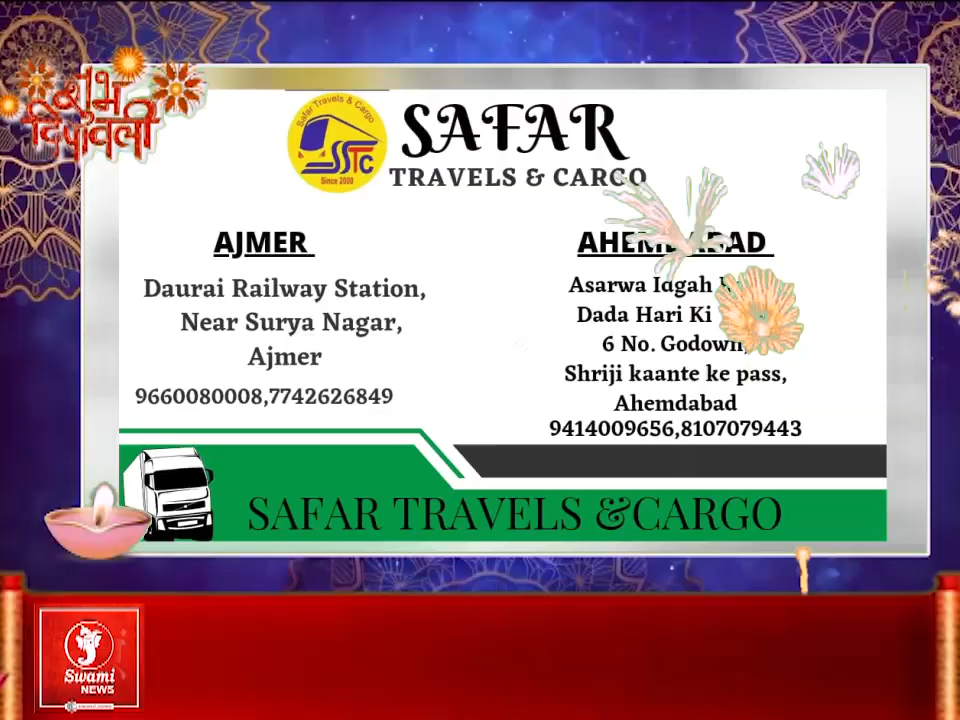 शुभ
दिपावली
Safar Travels & Cargo
SSTC
Since 2000
SAFAR
TRAVELS & CARGO
AJMER
Daurai Railway Station,
Near Surya Nagar,
Ajmer
9660080008,7742626849
Asarwa Idgah
Dada Hari Ki
6 No. Godown,
Shriji kaante ke pass,
Ahemdabad
9414009656,8107079443
SAFAR TRAVELS &CARGO
Swami
NEWS